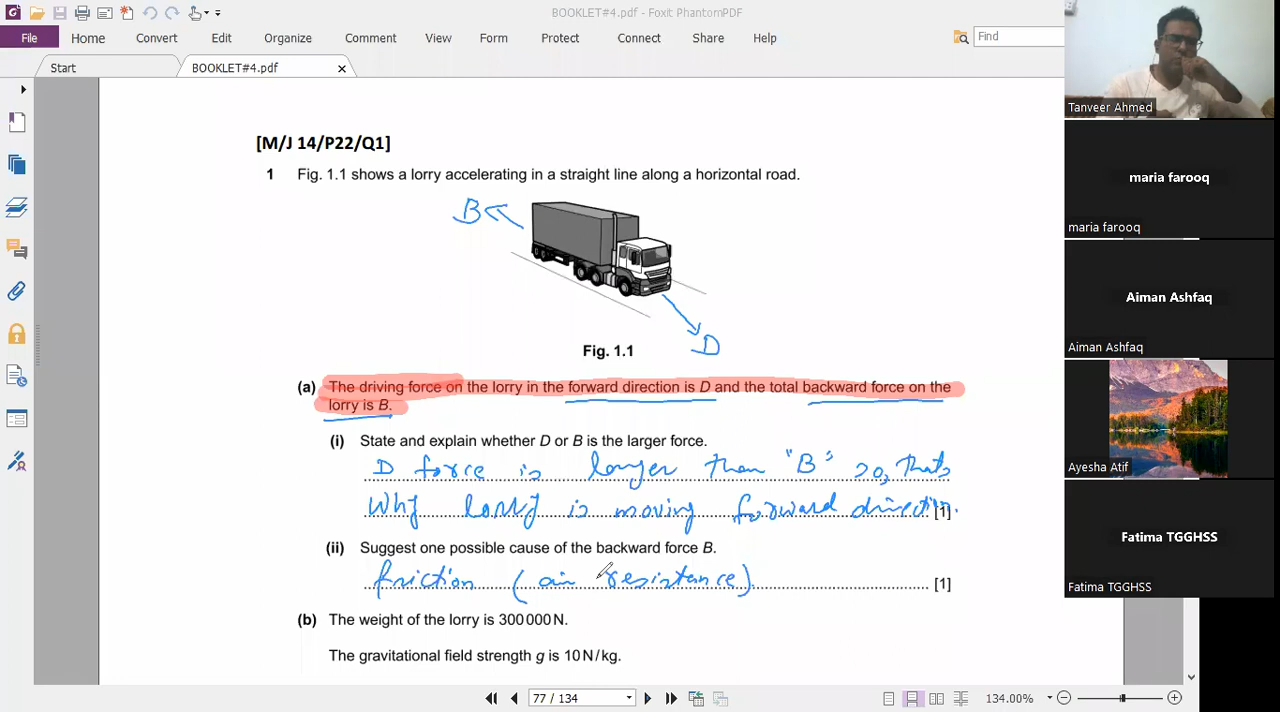 BOOKLET#4.pdf - Foxit PhantomPDF
File Home Convert Edit Organize Comment View Form Protect Connect Share Help Find
Start BOOKLET#4.pdf
Tanveer Ahmed
[M/J 14/P22/Q1]
1 Fig. 1.1 shows a lorry accelerating in a straight line along a horizontal road.
B
D
Fig. 1.1
(a) The driving force on the lorry in the forward direction is D and the total backward force on the
lorry is B.
(i) State and explain whether D or B is the larger force.
D force is larger than "B" so, thats
Why lorry is moving forward direction. [1]
(ii) Suggest one possible cause of the backward force B.
friction (air resistance) [1]
(b) The weight of the lorry is 300 000 N.
The gravitational field strength g is 10 N/kg.
maria farooq
maria farooq
Aiman Ashfaq
Aiman Ashfaq
Ayesha Atif
Fatima TGGHSS
Fatima TGGHSS
77 / 134
134.00%